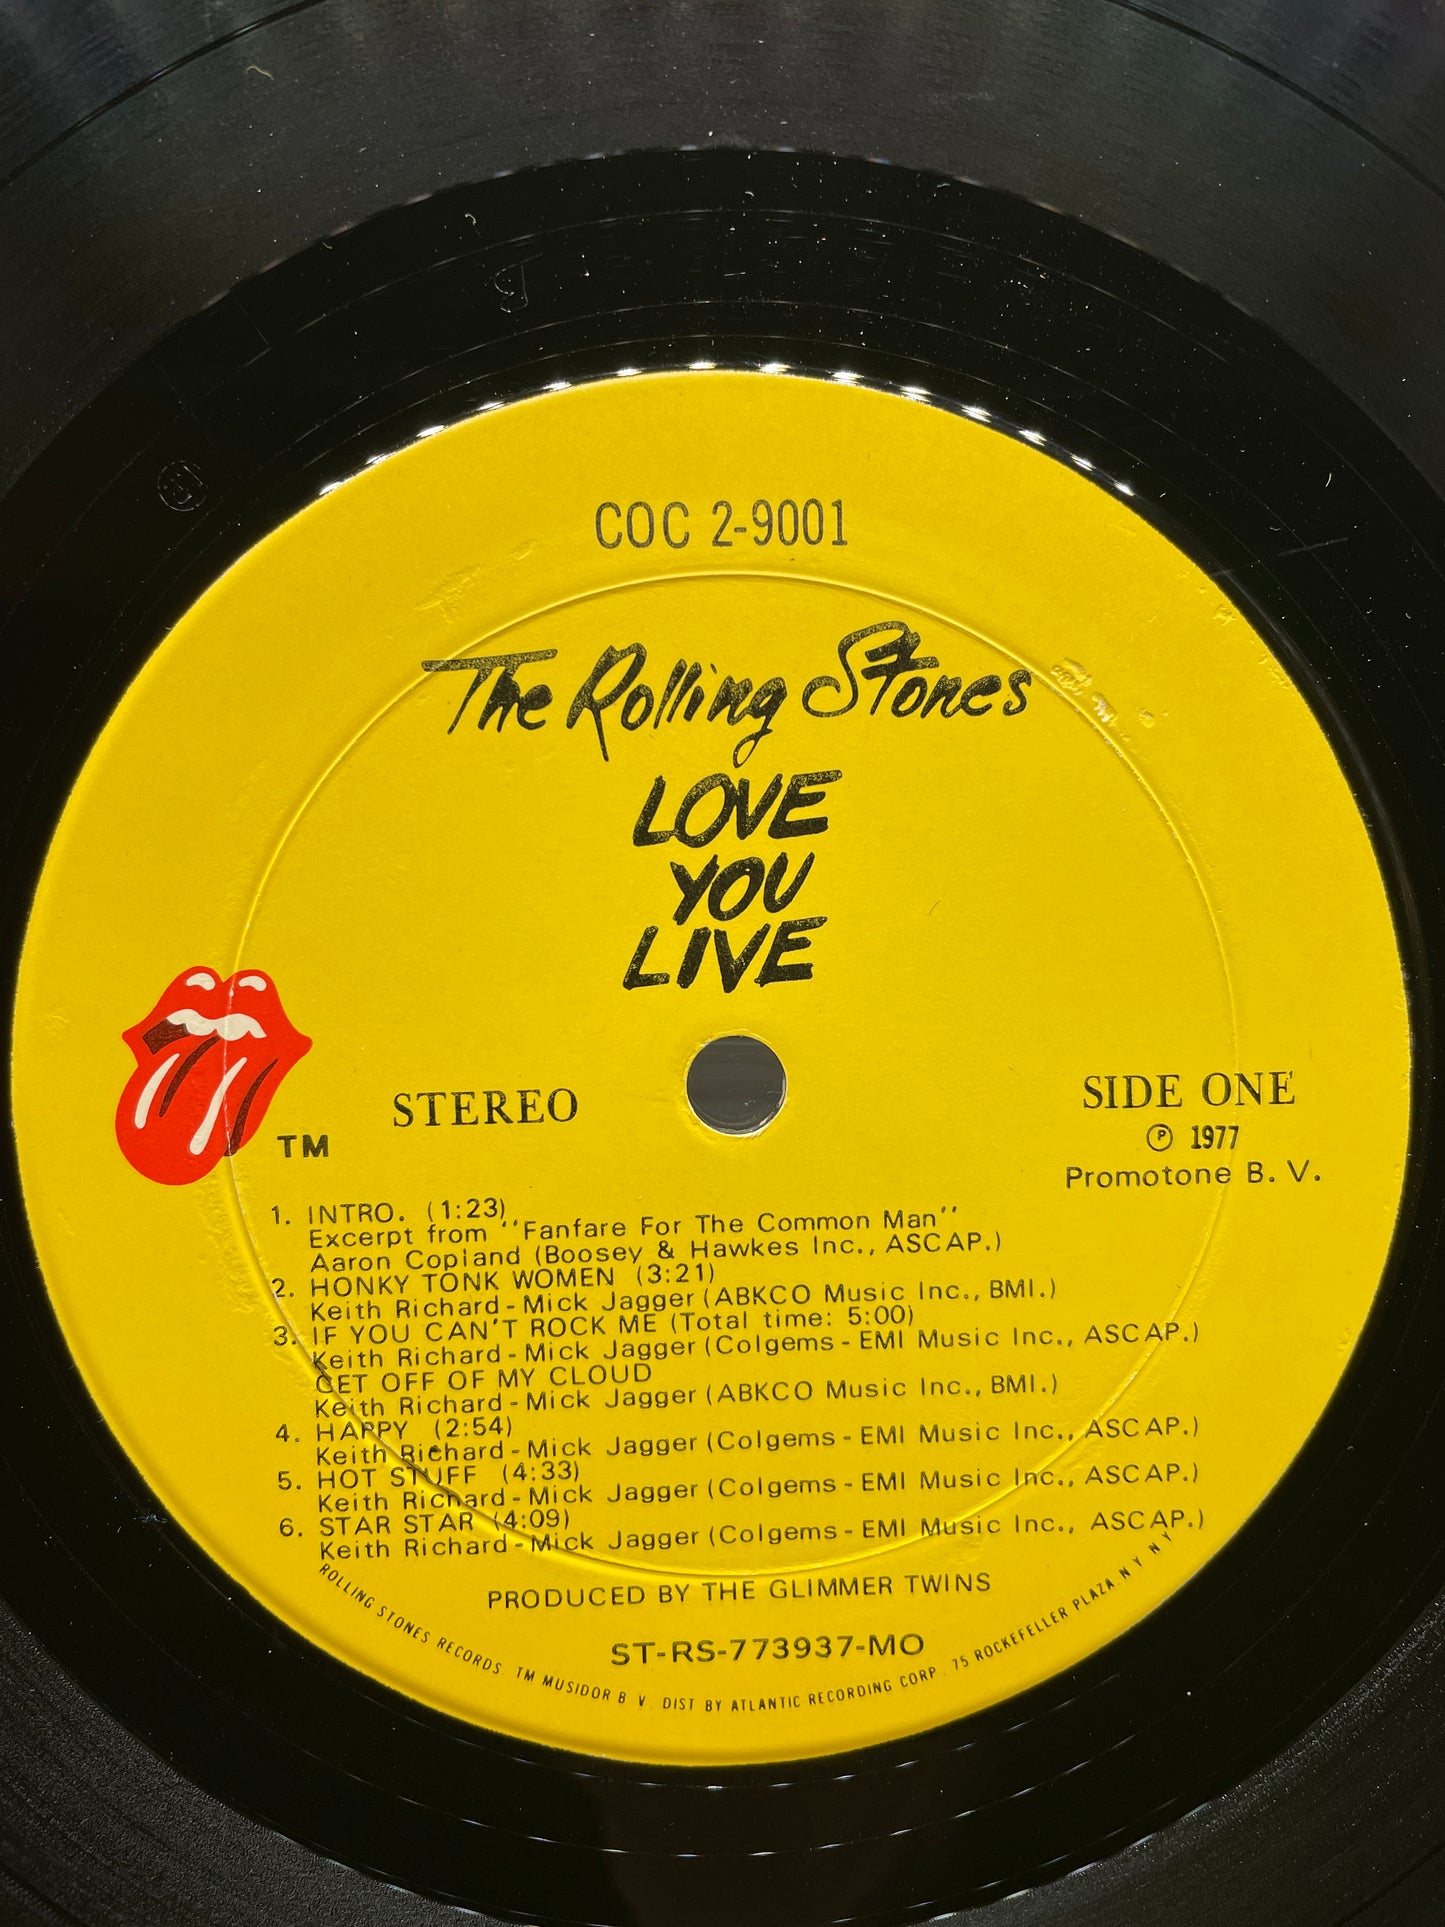 COC 2-9001
The Rolling Stones
LOVE
YOU
LIVE
STEREO
TM
SIDE ONE
Ⓟ 1977
Promotone B. V.
1. INTRO. (1:23)
Excerpt from ''Fanfare For The Common Man''
Aaron Copland (Boosey & Hawkes Inc., ASCAP.)
2. HONKY TONK WOMEN (3:21)
Keith Richard - Mick Jagger (ABKCO Music Inc., BMI.)
3. IF YOU CAN'T ROCK ME (Total time: 5:00)
Keith Richard - Mick Jagger (Colgems - EMI Music Inc., ASCAP.)
GET OFF OF MY CLOUD
Keith Richard - Mick Jagger (ABKCO Music Inc., BMI.)
4. HAPPY (2:54)
Keith Richard - Mick Jagger (Colgems - EMI Music Inc., ASCAP.)
5. HOT STUFF (4:33)
Keith Richard - Mick Jagger (Colgems - EMI Music Inc., ASCAP.)
6. STAR STAR (4:09)
Keith Richard - Mick Jagger (Colgems - EMI Music Inc., ASCAP.)
PRODUCED BY THE GLIMMER TWINS
ST-RS-773937-MO
ROLLING STONES RECORDS. TM MUSIDOR B V. DIST BY ATLANTIC RECORDING CORP. 75 ROCKEFELLER PLAZA N Y. N Y